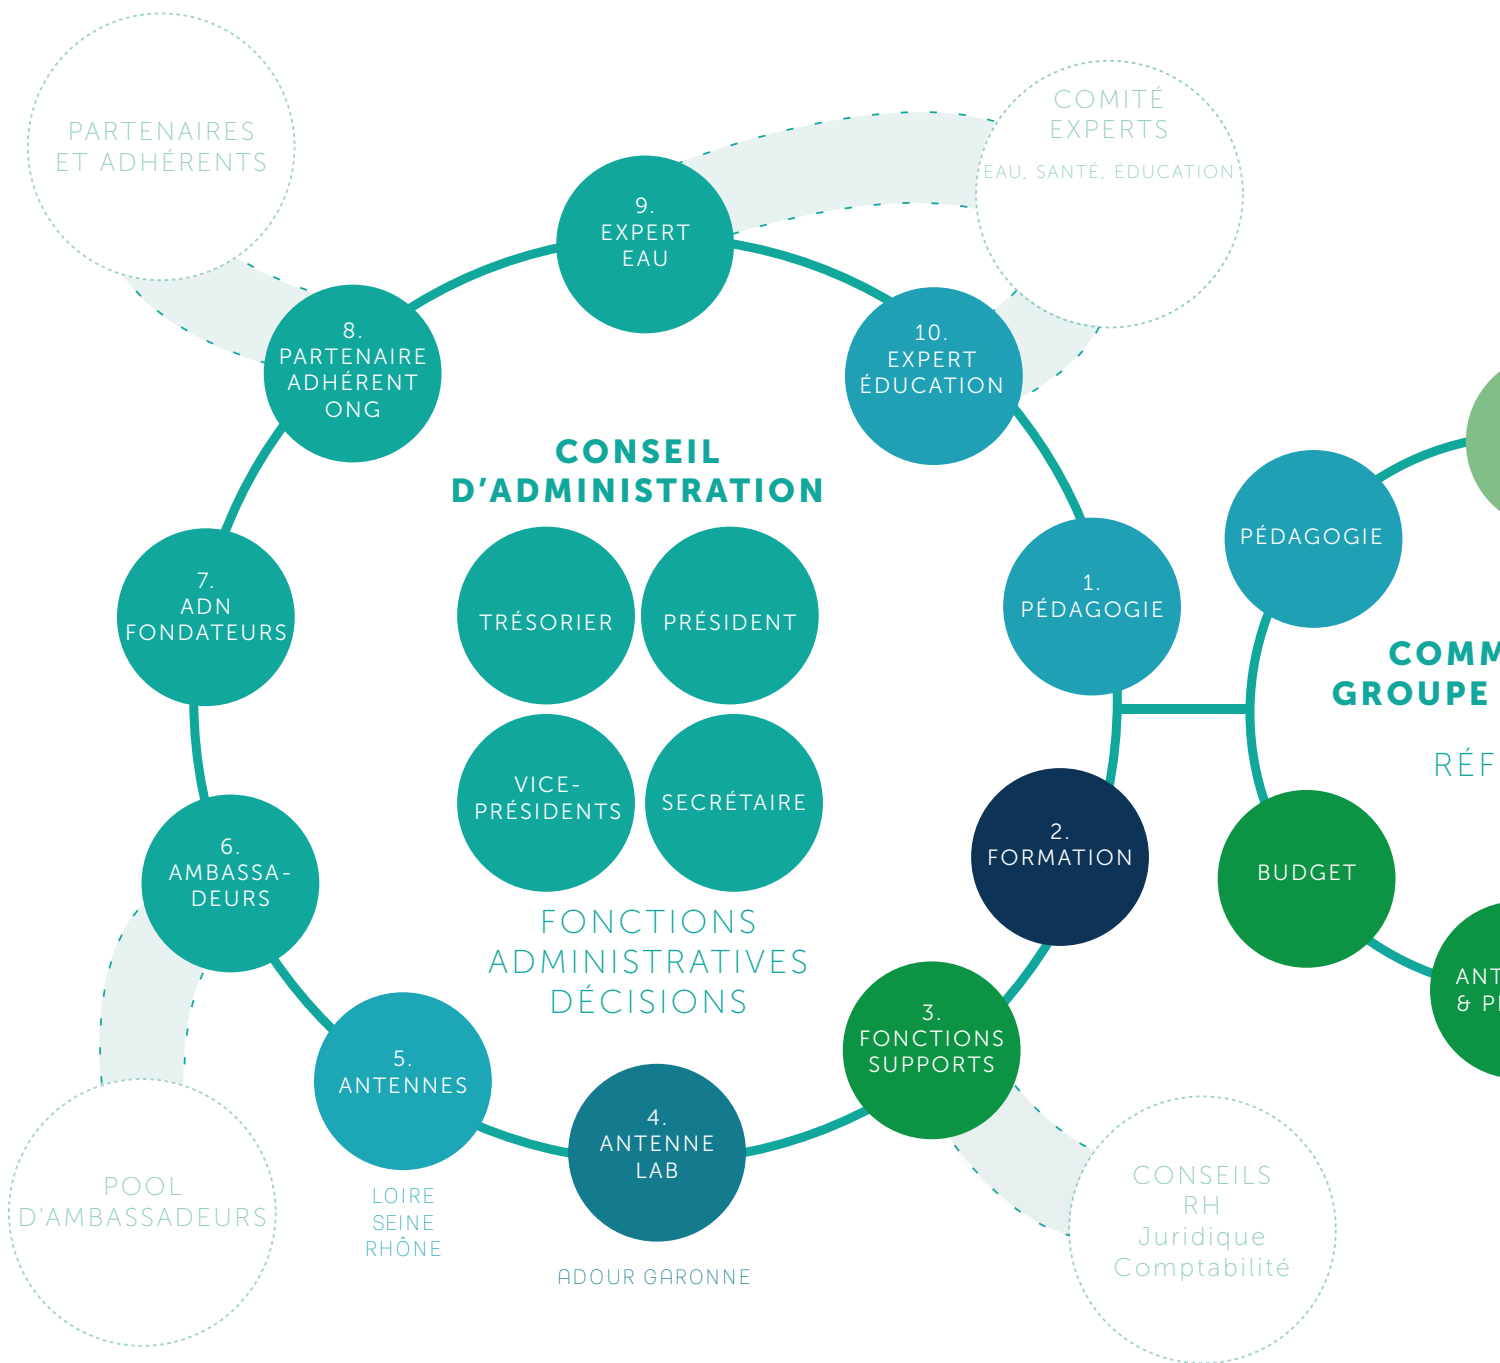 PARTENAIRES
ET ADHÉRENTS
COMITÉ
EXPERTS
EAU, SANTÉ, ÉDUCATION
9.
EXPERT
EAU
10.
EXPERT
ÉDUCATION
8.
PARTENAIRE
ADHÉRENT
ONG
CONSEIL
D’ADMINISTRATION
7.
ADN
FONDATEURS
TRÉSORIER
PRÉSIDENT
VICE-
PRÉSIDENTS
SECRÉTAIRE
FONCTIONS
ADMINISTRATIVES
DÉCISIONS
1.
PÉDAGOGIE
PÉDAGOGIE
COMM
GROUPE
RÉF
2.
FORMATION
BUDGET
6.
AMBASSA-
DEURS
3.
FONCTIONS
SUPPORTS
ANT
& P
5.
ANTENNES
4.
ANTENNE
LAB
LOIRE
SEINE
RHÔNE
ADOUR GARONNE
POOL
D'AMBASSADEURS
CONSEILS
RH
Juridique
Comptabilité